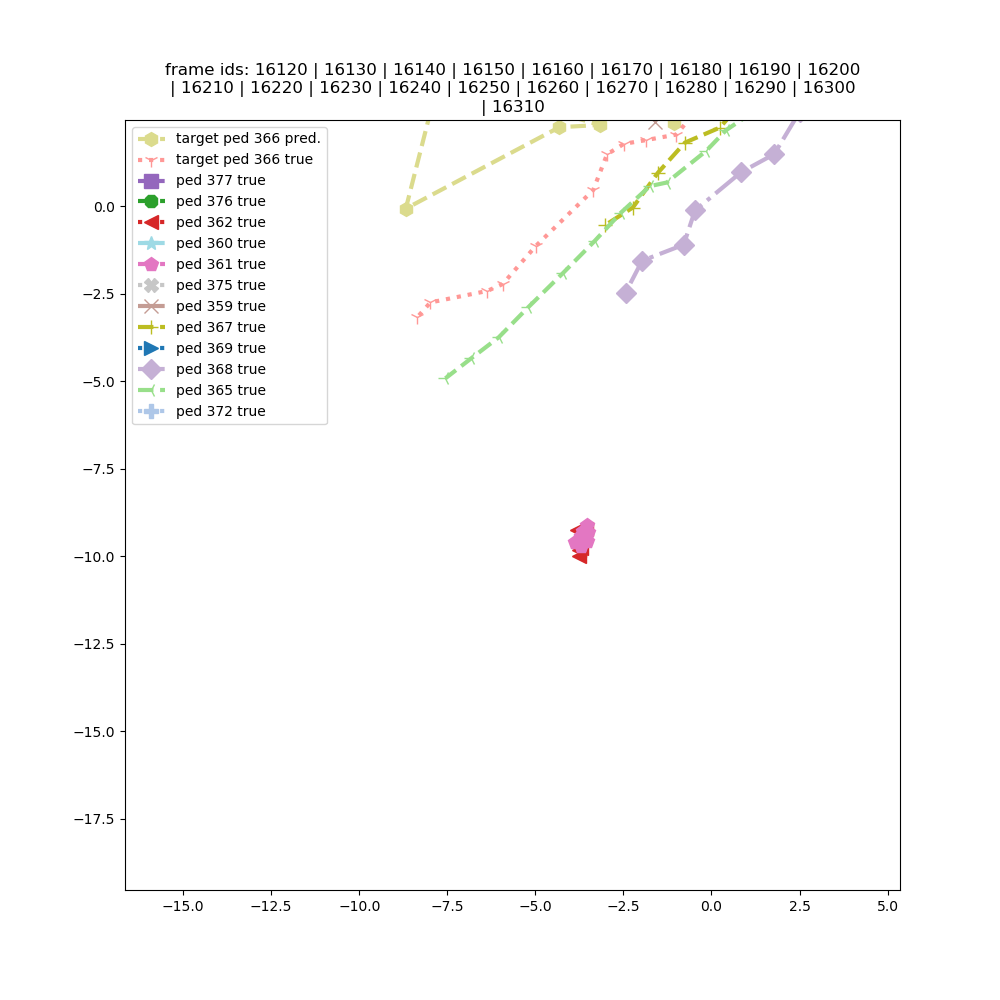 frame ids: 16120 | 16130 | 16140 | 16150 | 16160 | 16170 | 16180 | 16190 | 16200
| 16210 | 16220 | 16230 | 16240 | 16250 | 16260 | 16270 | 16280 | 16290 | 16300
| 16310
target ped 366 pred.
target ped 366 true
ped 377 true
ped 376 true
ped 362 true
ped 360 true
ped 361 true
ped 375 true
ped 359 true
ped 367 true
ped 369 true
ped 368 true
ped 365 true
ped 372 true
0.0
−2.5
−5.0
−7.5
−10.0
−12.5
−15.0
−17.5
−15.0
−12.5
−10.0
−7.5
−5.0
−2.5
0.0
2.5
5.0